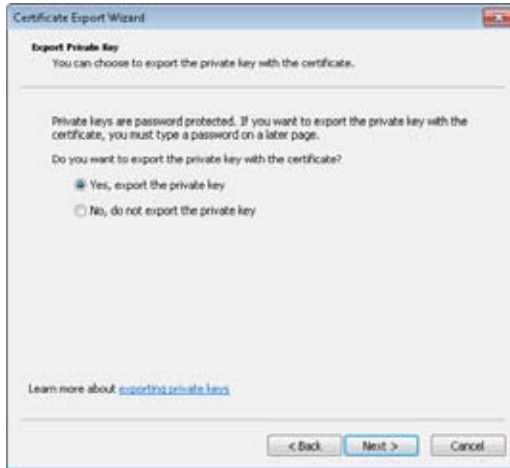 Certificate Export Wizard
Export Private Key
You can choose to export the private key with the certificate.
Private keys are password protected. If you want to export the private key with the
certificate, you must type a password on a later page.
Do you want to export the private key with the certificate?
Yes, export the private key
No, do not export the private key
Learn more about exporting private keys
< Back
Next >
Cancel